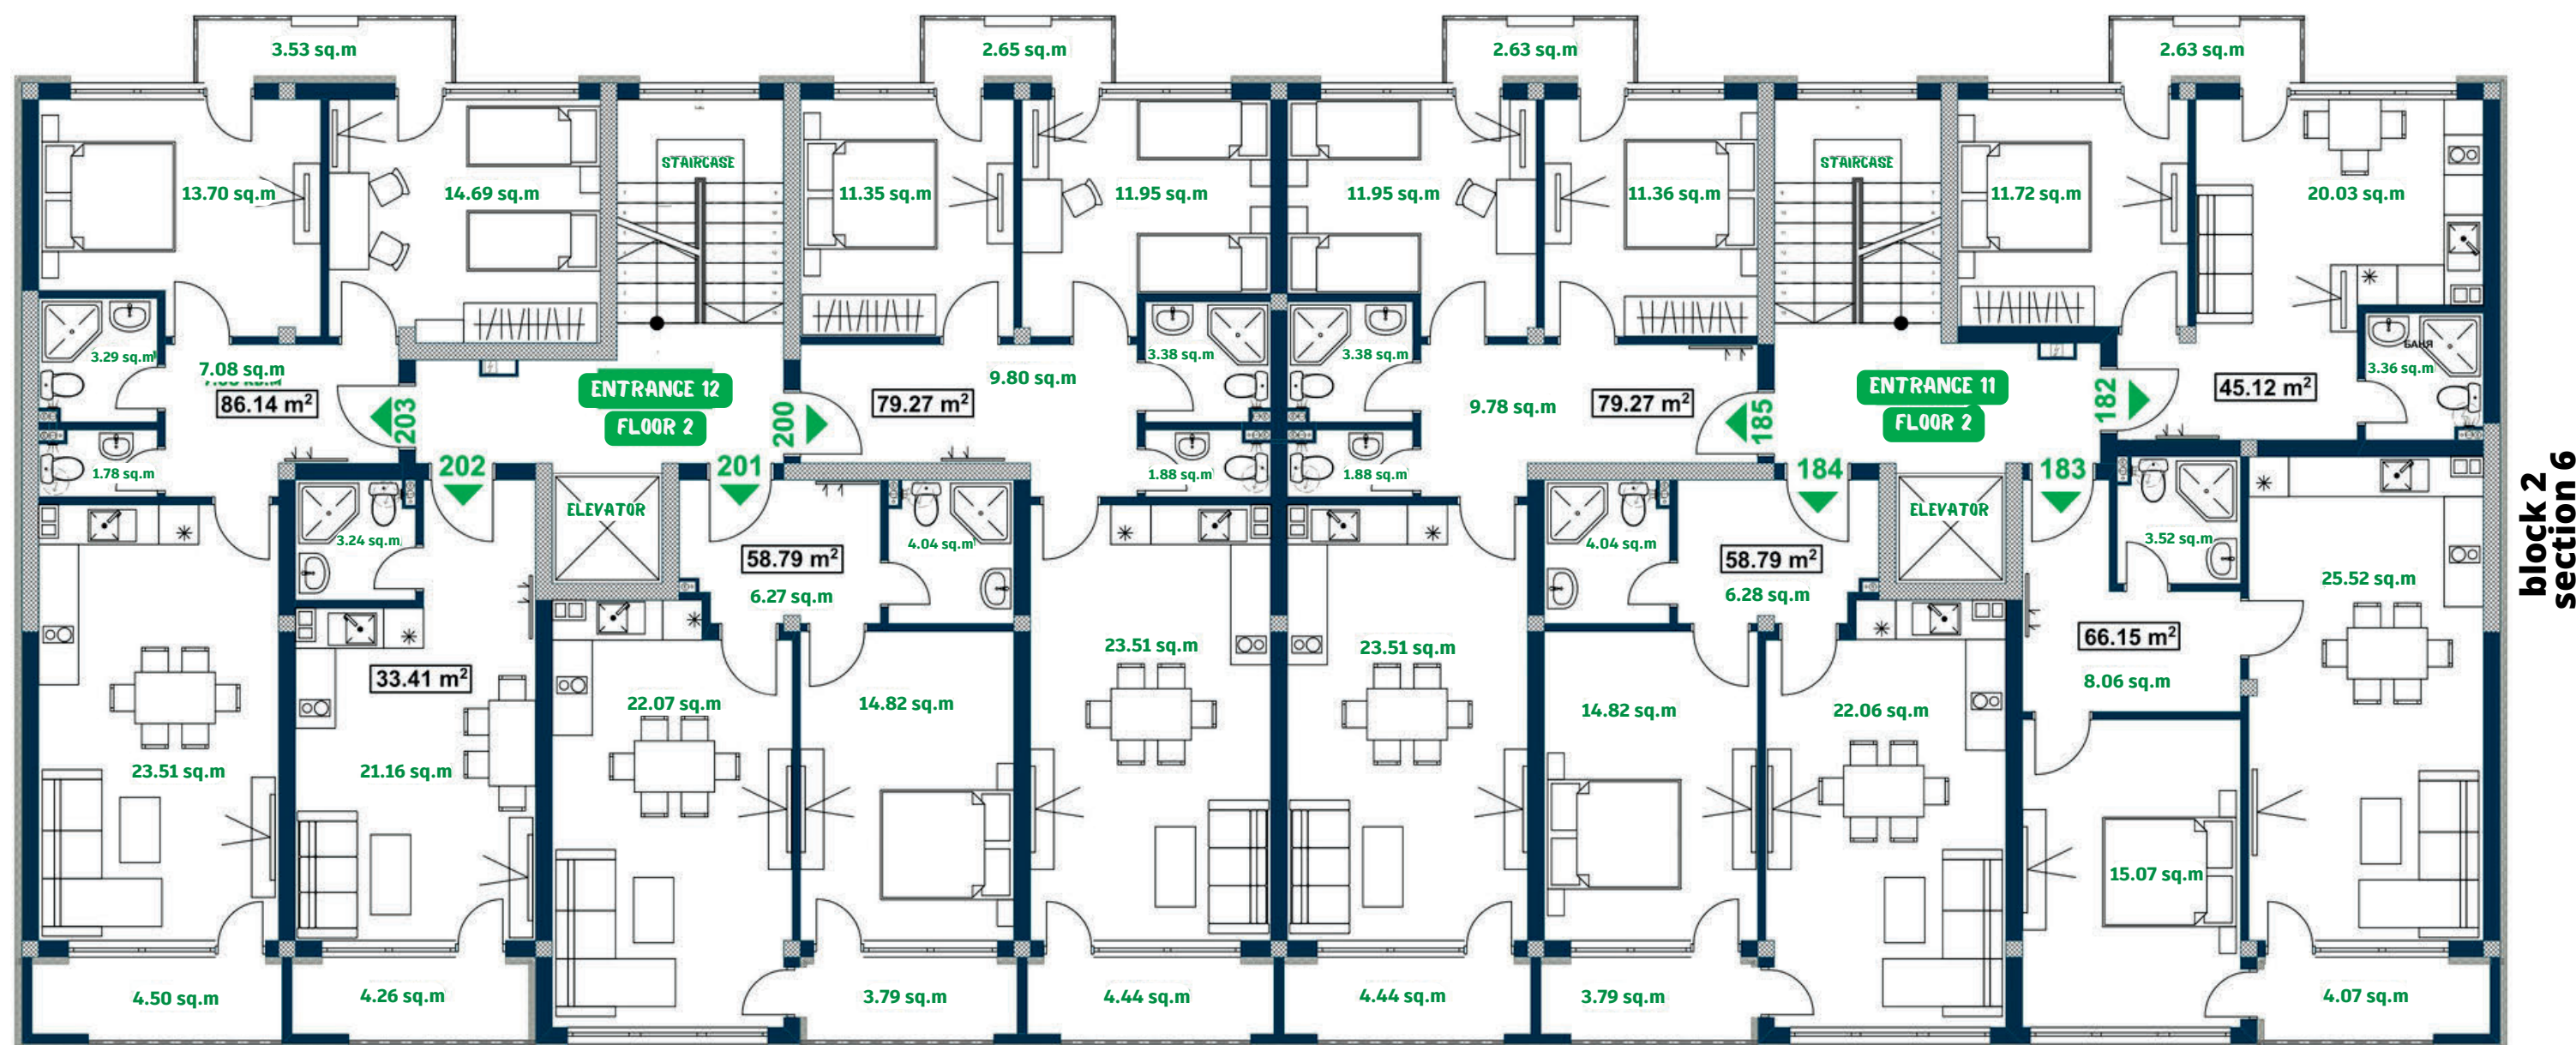 3.53 sq.m
2.65 sq.m
2.63 sq.m
2.63 sq.m
STAIRCASE
STAIRCASE
13.70 sq.m
14.69 sq.m
11.35 sq.m
11.95 sq.m
11.95 sq.m
11.36 sq.m
11.72 sq.m
20.03 sq.m
3.29 sq.m
7.08 sq.m
86.14 m²
203
ENTRANCE 12
FLOOR 2
200
79.27 m²
9.80 sq.m
3.38 sq.m
3.38 sq.m
9.78 sq.m
79.27 m²
185
ENTRANCE 11
FLOOR 2
182
45.12 m²
БАНЯ
3.36 sq.m
1.78 sq.m
202
201
1.88 sq.m
1.88 sq.m
184
183
ELEVATOR
ELEVATOR
3.24 sq.m
58.79 m²
4.04 sq.m
4.04 sq.m
58.79 m²
3.52 sq.m
6.27 sq.m
6.28 sq.m
25.52 sq.m
block 2
section 6
33.41 m²
23.51 sq.m
23.51 sq.m
66.15 m²
8.06 sq.m
22.07 sq.m
14.82 sq.m
14.82 sq.m
22.06 sq.m
23.51 sq.m
21.16 sq.m
15.07 sq.m
4.50 sq.m
4.26 sq.m
3.79 sq.m
4.44 sq.m
4.44 sq.m
3.79 sq.m
4.07 sq.m